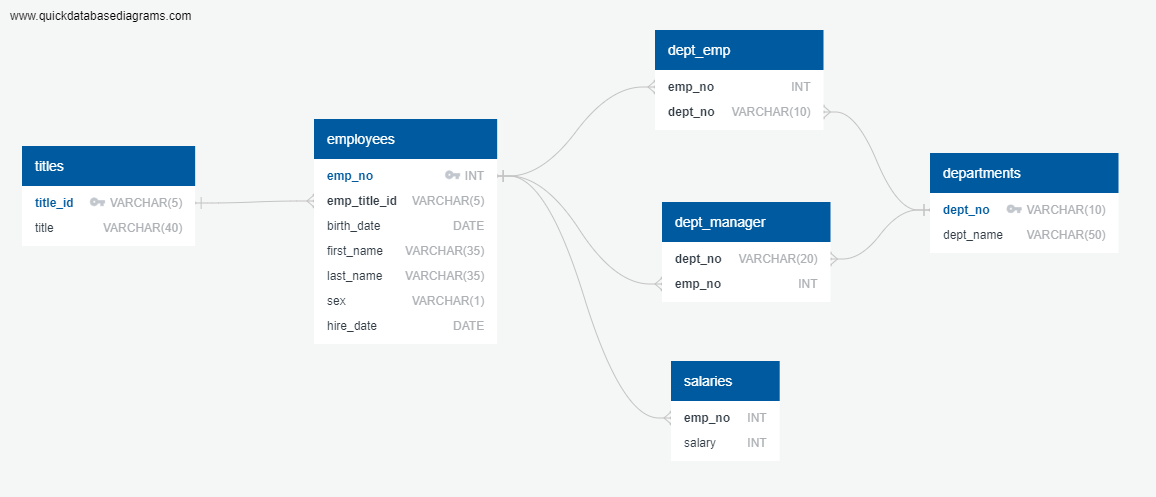 www.quickdatabasediagrams.com
titles
title_id VARCHAR(5)
title VARCHAR(40)
employees
emp_no INT
emp_title_id VARCHAR(5)
birth_date DATE
first_name VARCHAR(35)
last_name VARCHAR(35)
sex VARCHAR(1)
hire_date DATE
dept_emp
emp_no INT
dept_no VARCHAR(10)
dept_manager
dept_no VARCHAR(20)
emp_no INT
salaries
emp_no INT
salary INT
departments
dept_no VARCHAR(10)
dept_name VARCHAR(50)